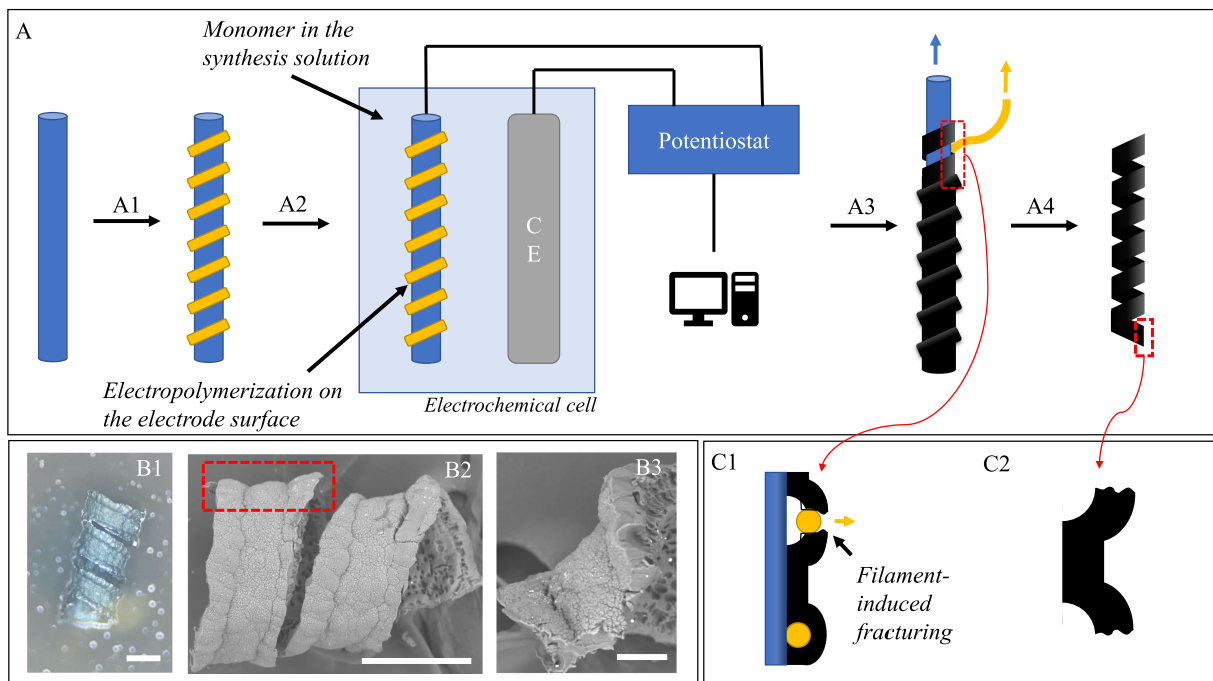 A
Monomer in the
synthesis solution
A1
A2
C
E
Potentiostat
A3
A4
Electropolymerization on
the electrode surface
Electrochemical cell
B1
B2
B3
C1
C2
Filament-
induced
fracturing